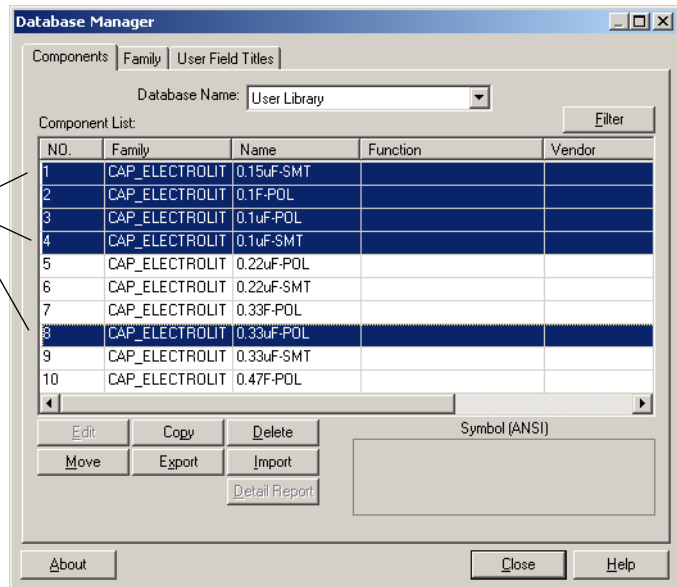 Database Manager
Components Family User Field Titles
Database Name: User Library
Component List: Filter
NO. Family Name Function Vendor
1 CAP_ELECTROLIT 0.15uF-SMT
2 CAP_ELECTROLIT 0.1F-POL
3 CAP_ELECTROLIT 0.1uF-POL
4 CAP_ELECTROLIT 0.1uF-SMT
5 CAP_ELECTROLIT 0.22uF-POL
6 CAP_ELECTROLIT 0.22uF-SMT
7 CAP_ELECTROLIT 0.33F-POL
8 CAP_ELECTROLIT 0.33uF-POL
9 CAP_ELECTROLIT 0.33uF-SMT
10 CAP_ELECTROLIT 0.47F-POL
Edit Copy Delete Symbol (ANSI)
Move Export Import
Detail Report
About Close Help